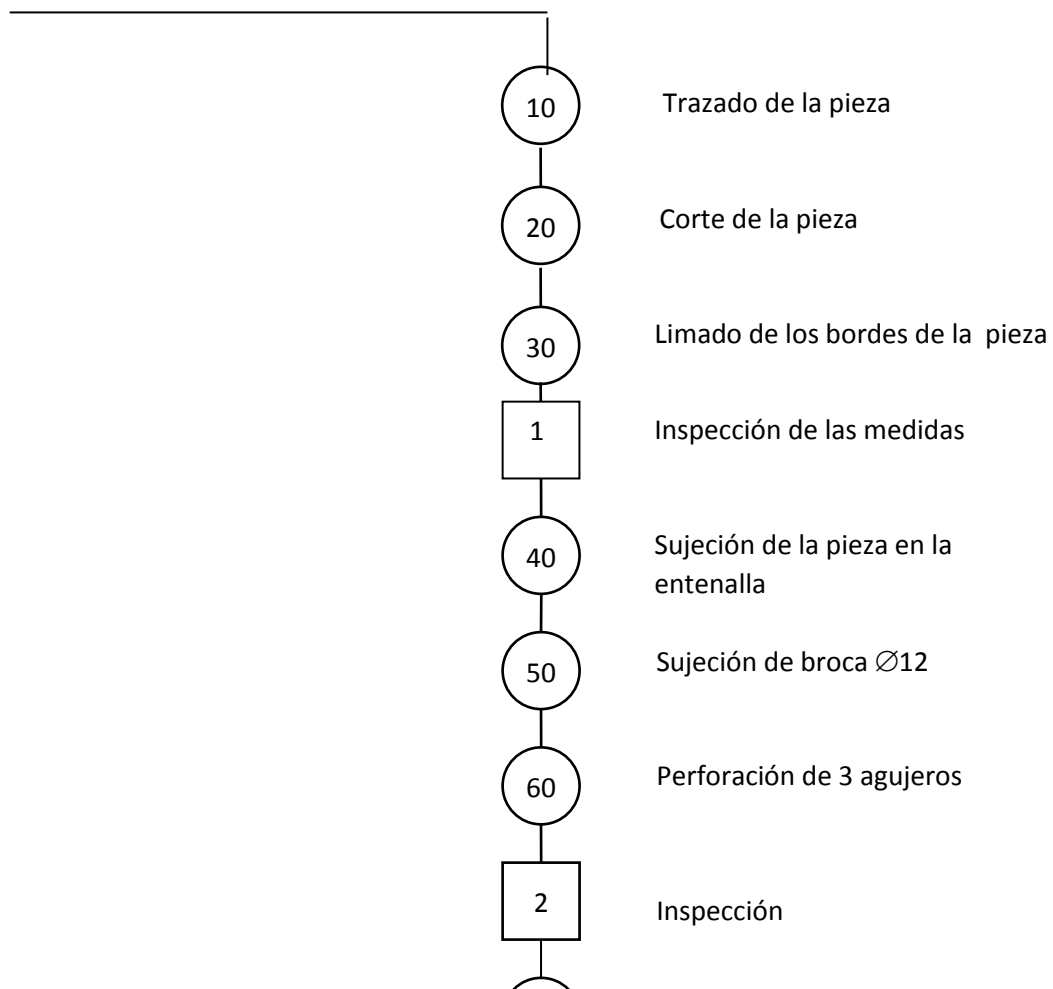 10
Trazado de la pieza
20
Corte de la pieza
30
Limado de los bordes de la  pieza
1
Inspección de las medidas
40
Sujeción de la pieza en la
entenalla
50
Sujeción de broca ∅12
60
Perforación de 3 agujeros
2
Inspección